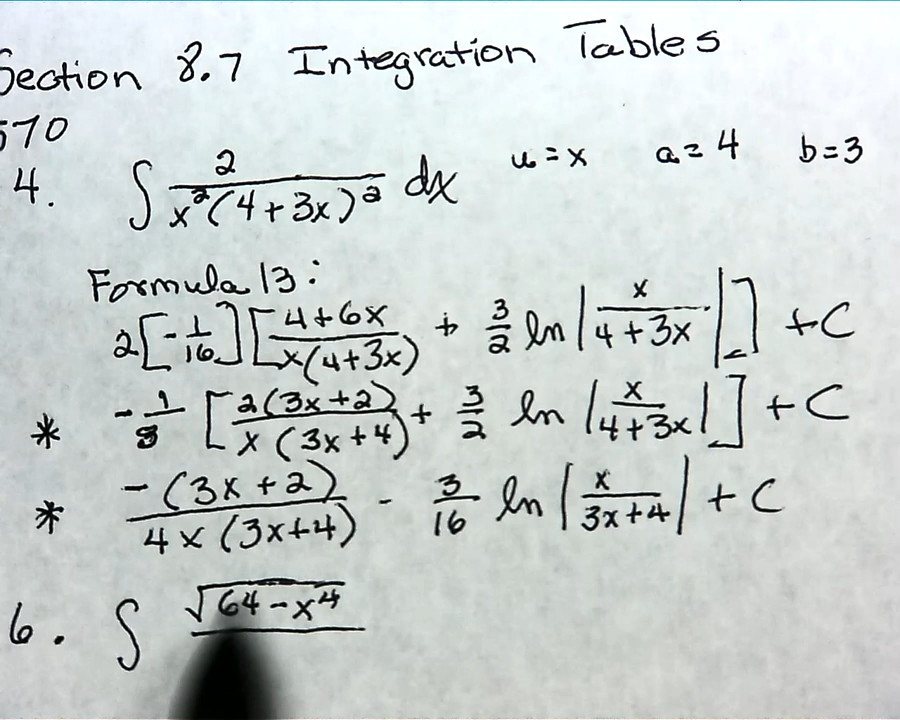 Section 8.7 Integration Tables
570
4. ∫ 2/(x²(4+3x)²) dx u=x a=4 b=3
Formula 13:
2[-1/16][(4+6x)/(x(4+3x)) + 3/2 ln|x/(4+3x)|] + C
* -1/8 [2(3x+2)/(x(3x+4)) + 3/2 ln|x/(4+3x)|] + C
* -(3x+2)/(4x(3x+4)) - 3/16 ln|x/(3x+4)| + C
6. ∫ √(64-x⁴)